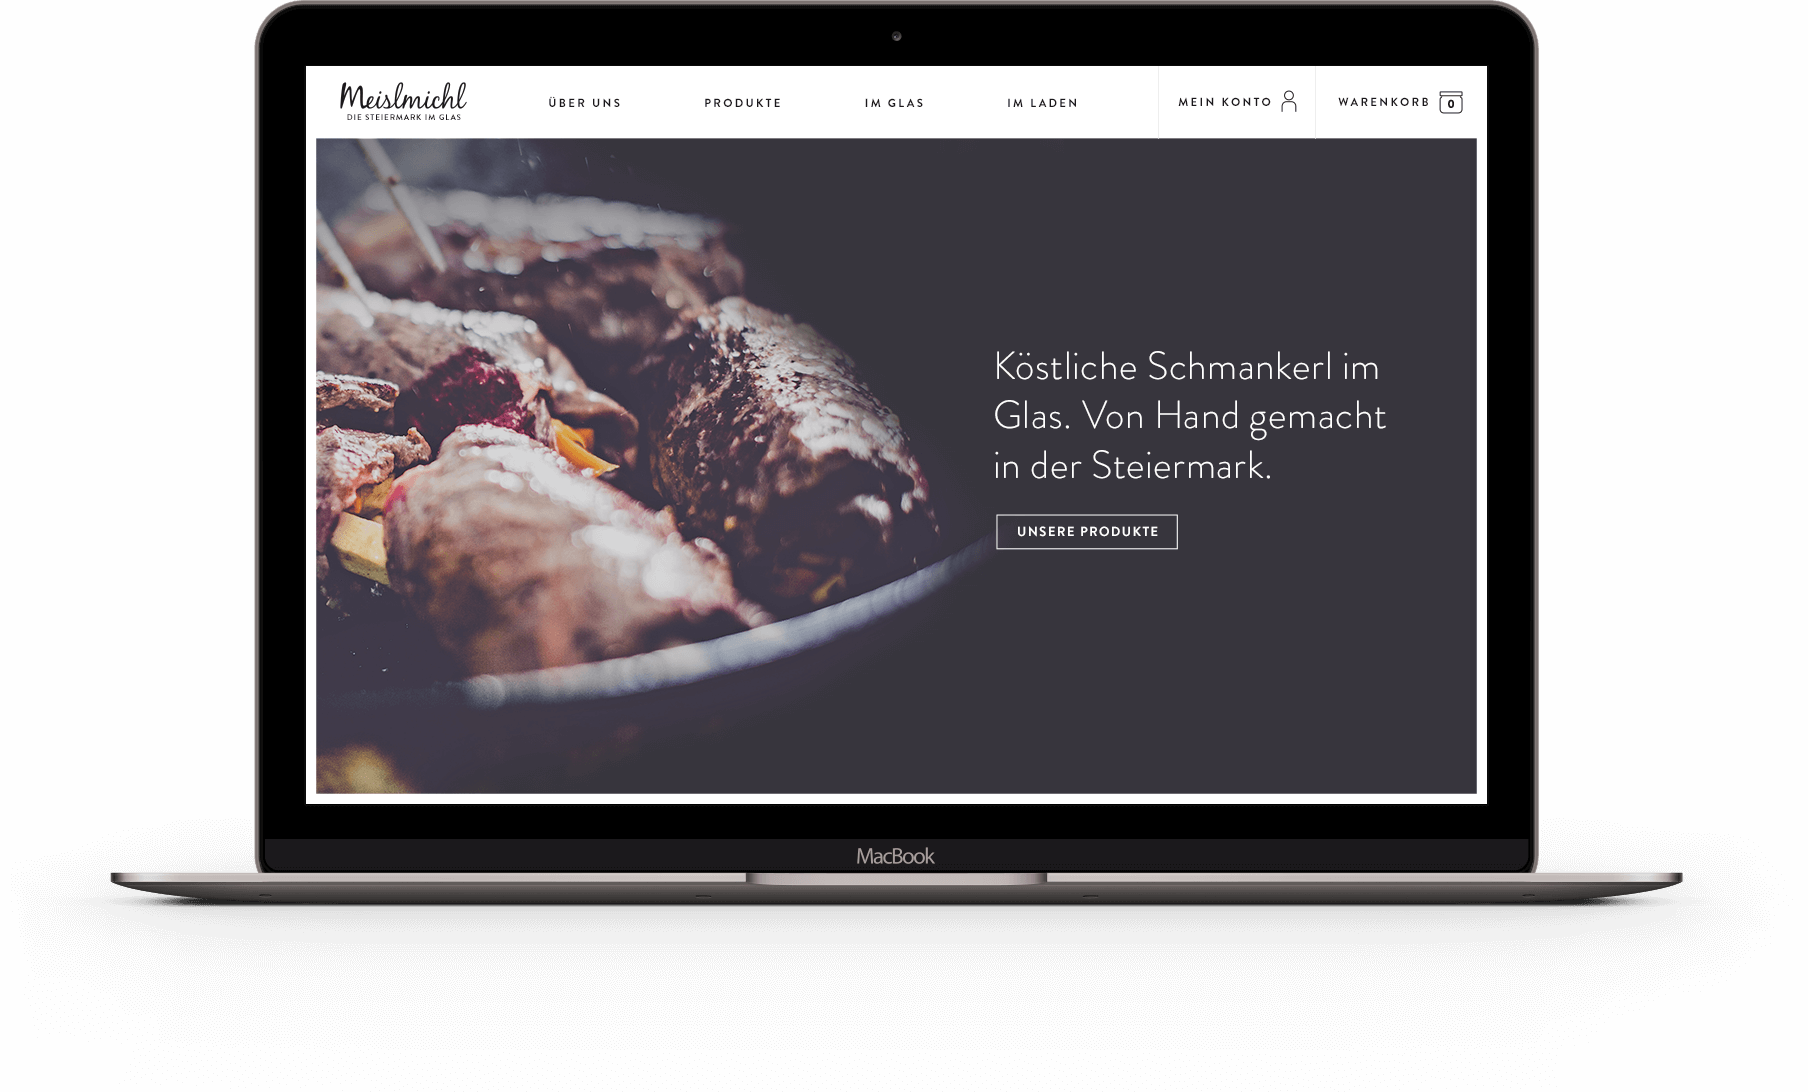 Meislmichl
DIE STEIERMARK IM GLAS
ÜBER UNS
PRODUKTE
IM GLAS
IM LADEN
MEIN KONTO
WARENKORB
0
Köstliche Schmankerl im
Glas. Von Hand gemacht
in der Steiermark.
UNSERE PRODUKTE
MacBook